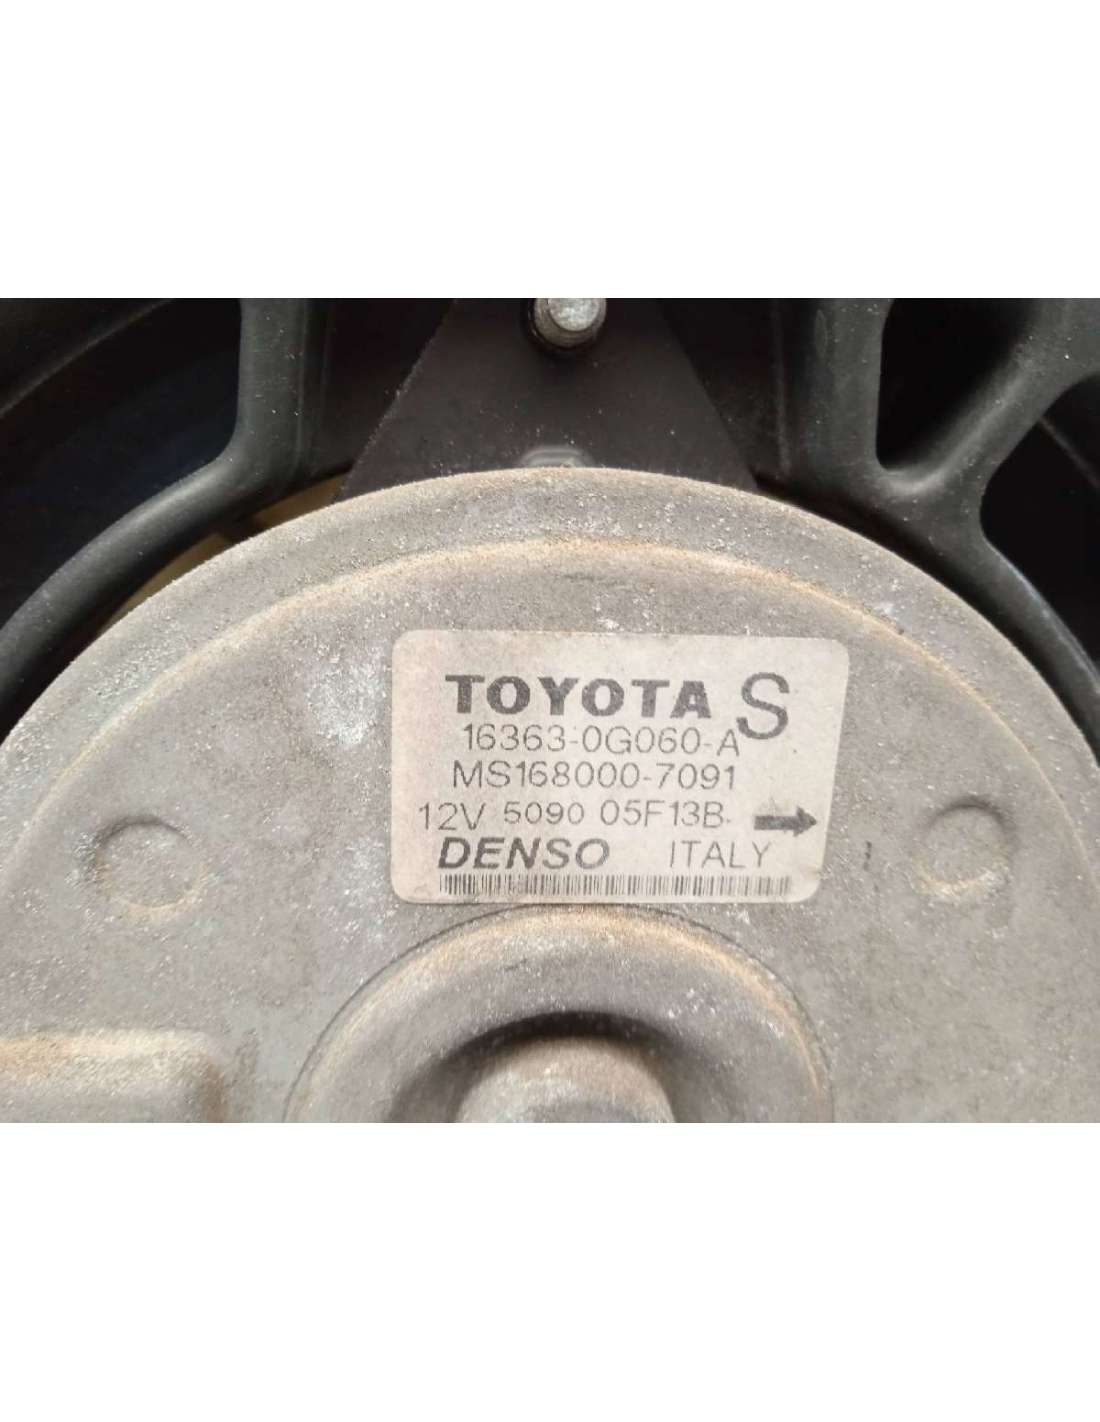 TOYOTA S
16363-0G060-A
MS168000-7091
12V 5090 05F13B
DENSO ITALY